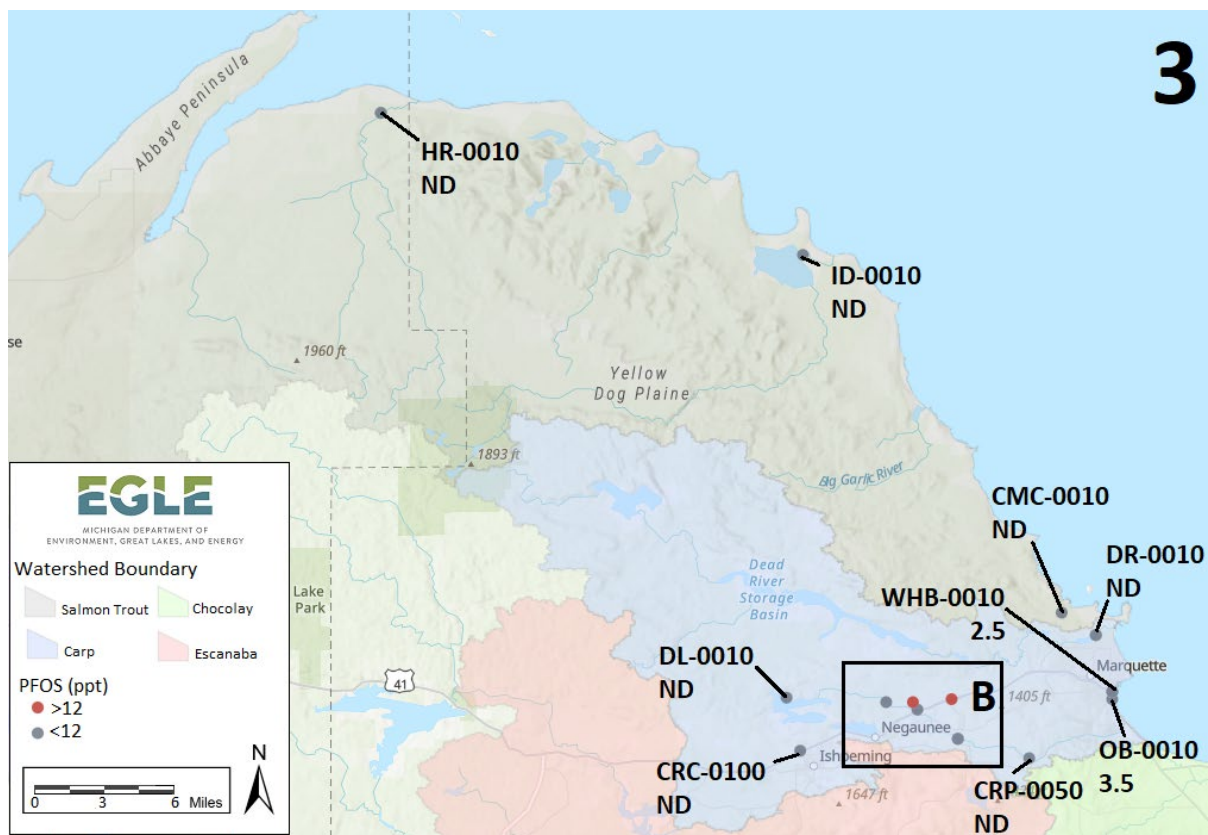 3
Abbaye Peninsula
HR-0010
ND
ID-0010
ND
se
1960 ft
Yellow
Dog Plaine
1893 ft
Big Garlic River
CMC-0010
ND
DR-0010
ND
Dead
River
Storage
Basin
WHB-0010
2.5
Marquette
DL-0010
ND
B
1405 ft
Negaunee
OB-0010
3.5
CRC-0100
ND
Ishpeming
CRP-0050
ND
1647 ft
Lake
Park
41
EGLE
MICHIGAN DEPARTMENT OF
ENVIRONMENT, GREAT LAKES, AND ENERGY
Watershed Boundary
Salmon Trout
Chocolay
Carp
Escanaba
PFOS (ppt)
>12
<12
N
0 3 6 Miles